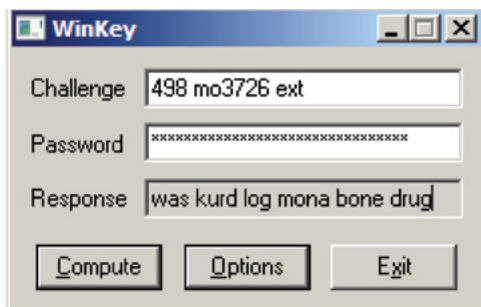 WinKey
Challenge 498 mo3726 ext
Password ********************************
Response was kurd log mona bone drug
Compute Options Exit